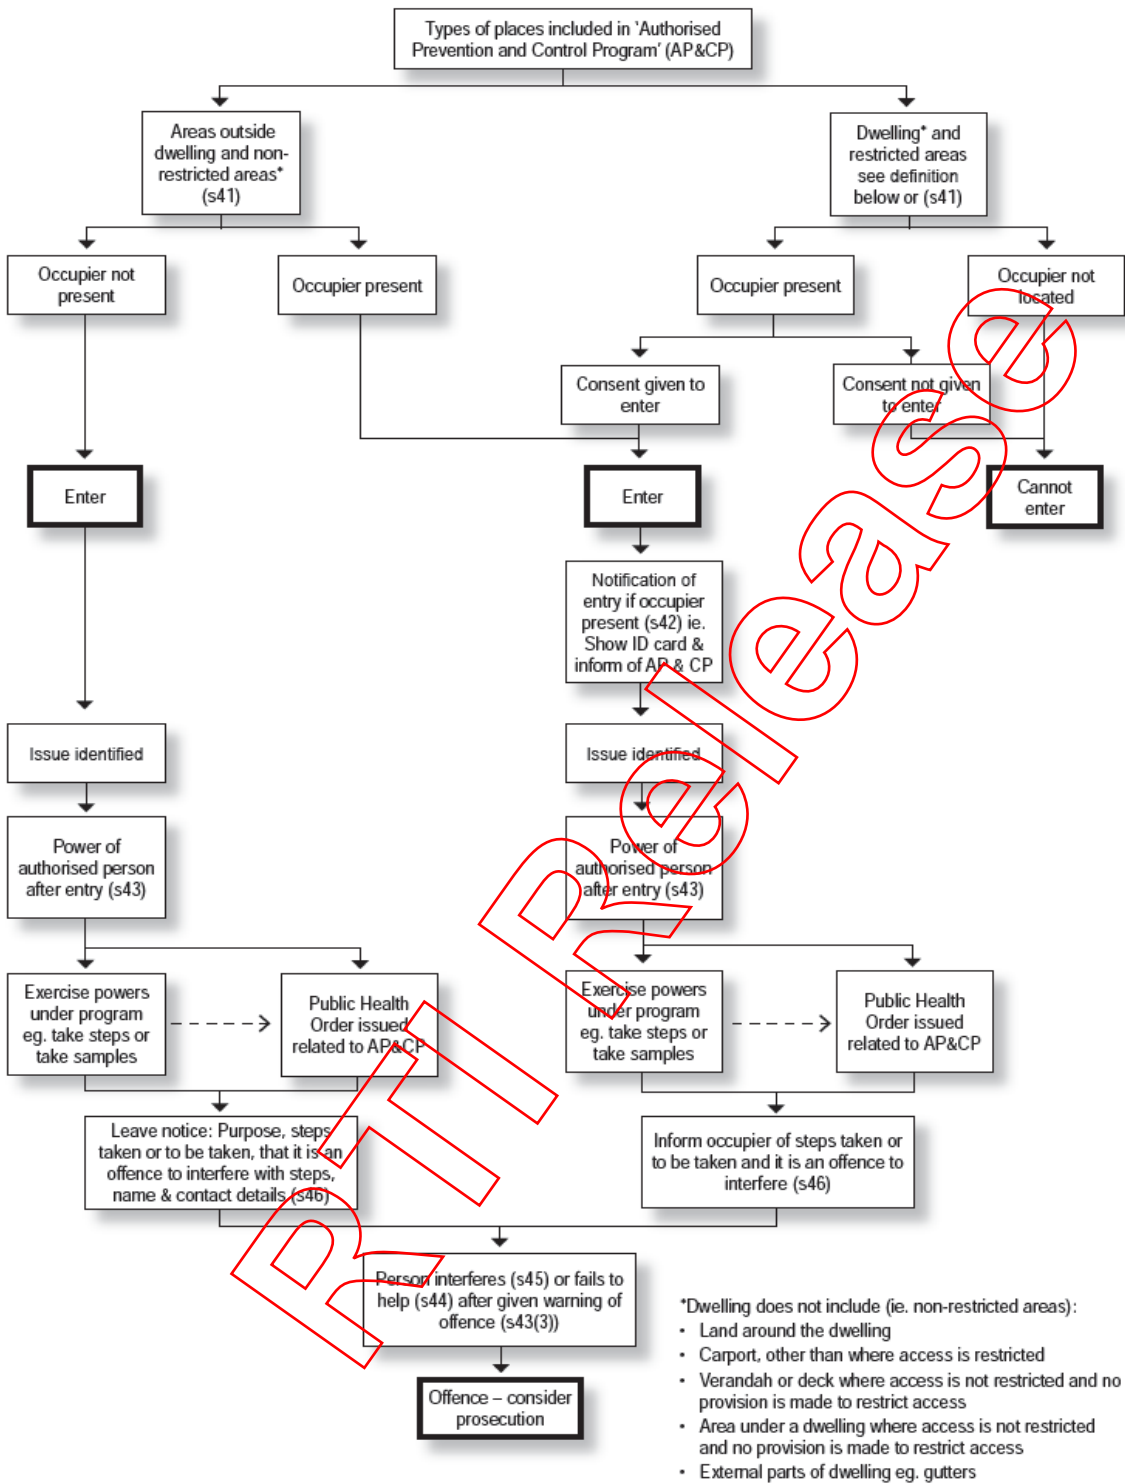 Types of places included in 'Authorised
Prevention and Control Program' (AP&CP)
Areas outside
dwelling and non-
restricted areas*
(s41)
Dwelling* and
restricted areas
see definition
below or (s41)
Occupier not
present
Occupier present
Occupier present
Occupier not
located
Consent given to
enter
Consent not given
to enter
Enter
Enter
Cannot
enter
Notification of
entry if occupier
present (s42) ie.
Show ID card &
inform of AP & CP
Issue identified
Issue identified
Power of
authorised person
after entry (s43)
Power of
authorised person
after entry (s43)
Exercise powers
under program
eg. take steps or
take samples
Public Health
Order issued
related to AP&CP
Exercise powers
under program
eg. take steps or
take samples
Public Health
Order issued
related to AP&CP
Leave notice: Purpose, steps
taken or to be taken, that it is an
offence to interfere with steps,
name & contact details (s46)
Inform occupier of steps taken or
to be taken and it is an offence to
interfere (s46)
Person interferes (s45) or fails to
help (s44) after given warning of
offence (s43(3))
Offence – consider
prosecution
*Dwelling does not include (ie. non-restricted areas):
• Land around the dwelling
• Carport, other than where access is restricted
• Verandah or deck where access is not restricted and no
provision is made to restrict access
• Area under a dwelling where access is not restricted
and no provision is made to restrict access
• External parts of dwelling eg. gutters
RTI Release